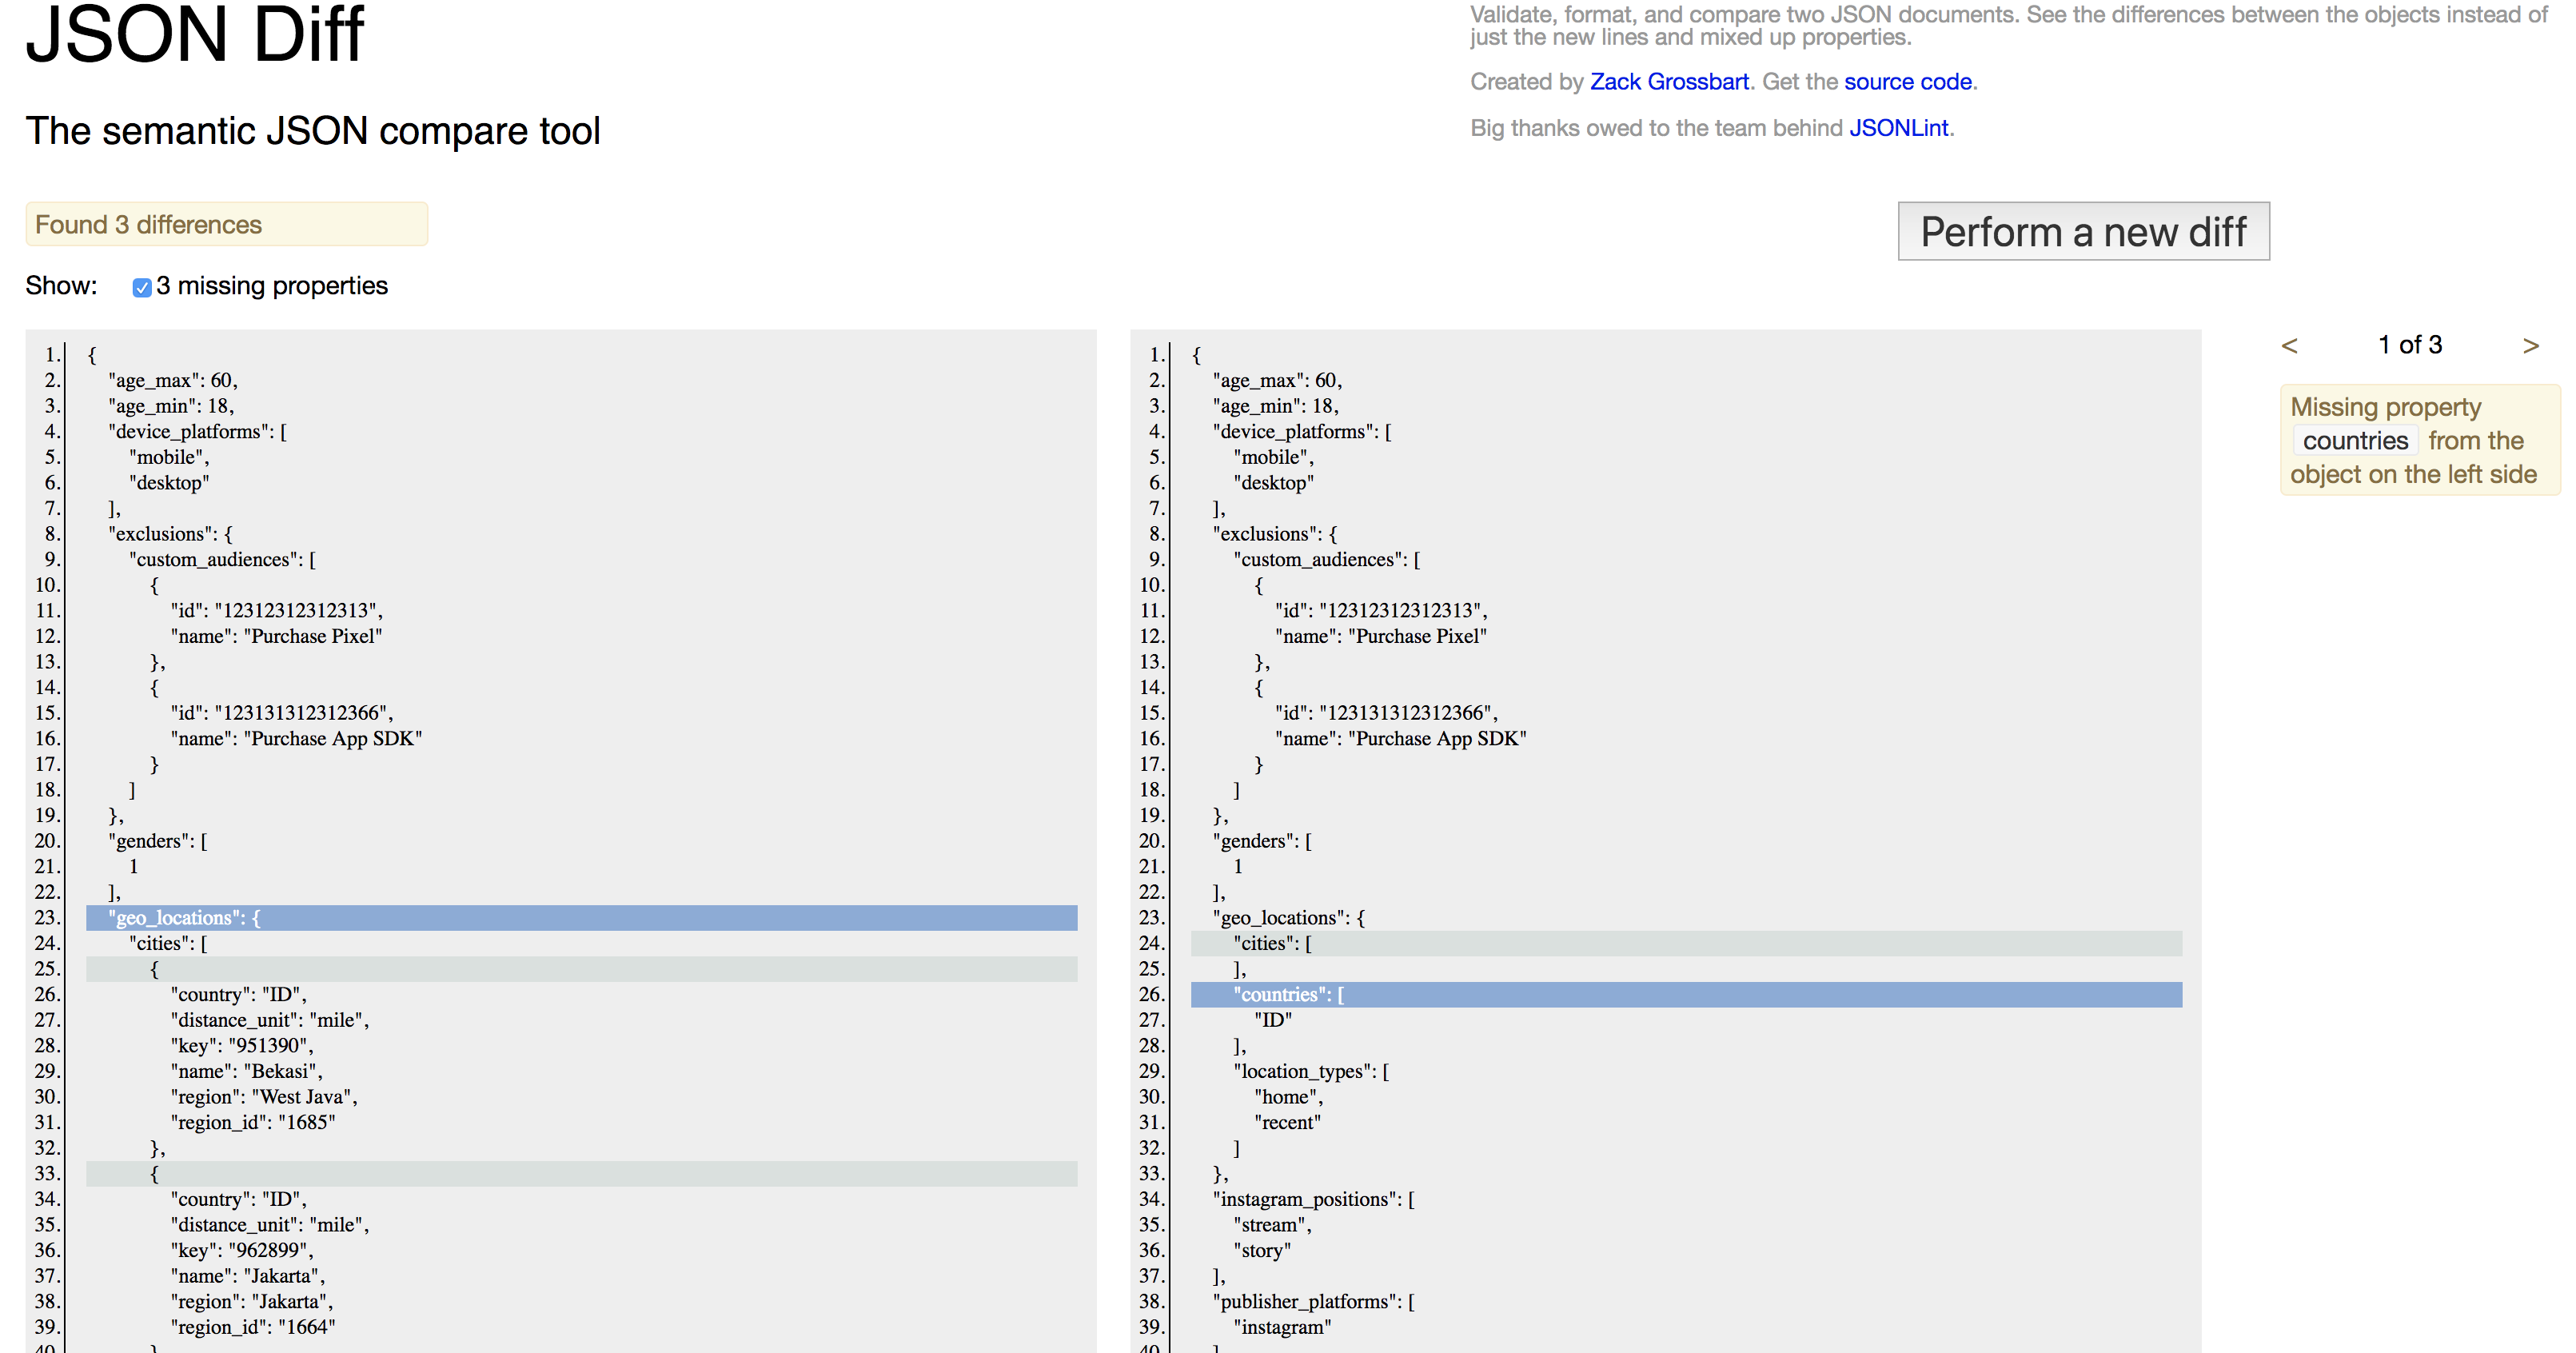 JSON Diff
The semantic JSON compare tool
Validate, format, and compare two JSON documents. See the differences between the objects instead of
just the new lines and mixed up properties.
Created by Zack Grossbart. Get the source code.
Big thanks owed to the team behind JSONLint.
Found 3 differences
Perform a new diff
Show: 3 missing properties
1. {
2. "age_max": 60,
3. "age_min": 18,
4. "device_platforms": [
5. "mobile",
6. "desktop"
7. ],
8. "exclusions": {
9. "custom_audiences": [
10. {
11. "id": "12312312312313",
12. "name": "Purchase Pixel"
13. },
14. {
15. "id": "123131312312366",
16. "name": "Purchase App SDK"
17. }
18. ]
19. },
20. "genders": [
21. 1
22. ],
23. "geo_locations": {
24. "cities": [
25. {
26. "country": "ID",
27. "distance_unit": "mile",
28. "key": "951390",
29. "name": "Bekasi",
30. "region": "West Java",
31. "region_id": "1685"
32. },
33. {
34. "country": "ID",
35. "distance_unit": "mile",
36. "key": "962899",
37. "name": "Jakarta",
38. "region": "Jakarta",
39. "region_id": "1664"
40. }
1. {
2. "age_max": 60,
3. "age_min": 18,
4. "device_platforms": [
5. "mobile",
6. "desktop"
7. ],
8. "exclusions": {
9. "custom_audiences": [
10. {
11. "id": "12312312312313",
12. "name": "Purchase Pixel"
13. },
14. {
15. "id": "123131312312366",
16. "name": "Purchase App SDK"
17. }
18. ]
19. },
20. "genders": [
21. 1
22. ],
23. "geo_locations": {
24. "cities": [
25. ],
26. "countries": [
27. "ID"
28. ],
29. "location_types": [
30. "home",
31. "recent"
32. ]
33. },
34. "instagram_positions": [
35. "stream",
36. "story"
37. ],
38. "publisher_platforms": [
39. "instagram"
40. ]
< 1 of 3 >
Missing property
countries from the
object on the left side